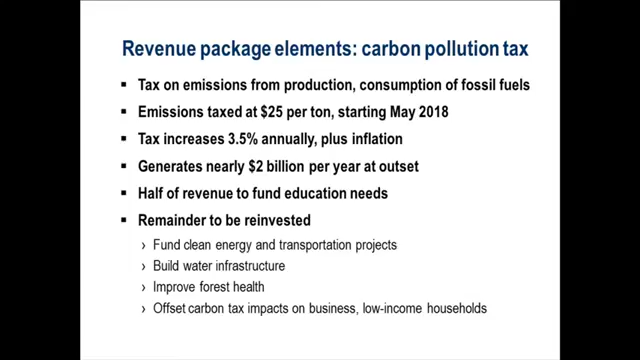 Revenue package elements: carbon pollution tax
▪ Tax on emissions from production, consumption of fossil fuels
▪ Emissions taxed at $25 per ton, starting May 2018
▪ Tax increases 3.5% annually, plus inflation
▪ Generates nearly $2 billion per year at outset
▪ Half of revenue to fund education needs
▪ Remainder to be reinvested
› Fund clean energy and transportation projects
› Build water infrastructure
› Improve forest health
› Offset carbon tax impacts on business, low-income households